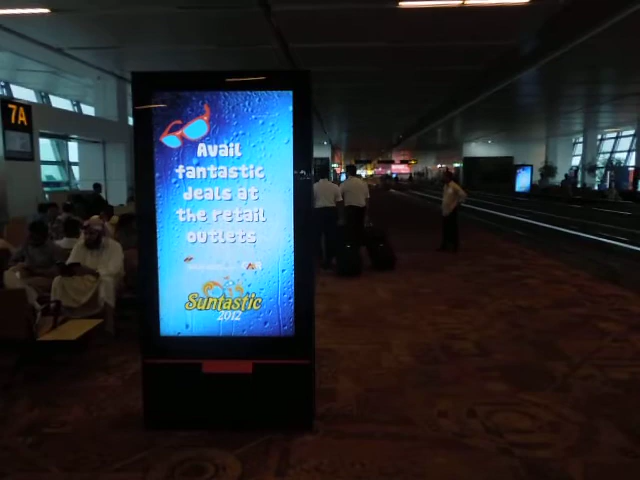 7A
Avail
fantastic
deals at
the retail
outlets
Suntastic
2012